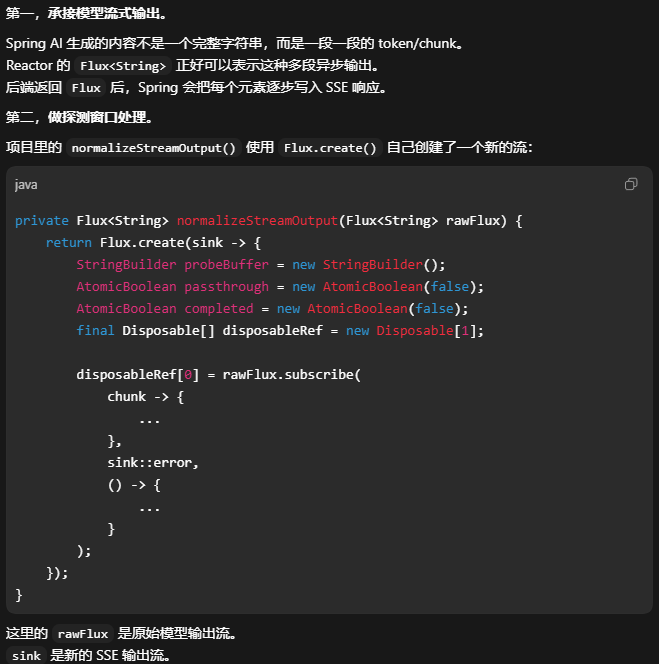 第一，承接模型流式输出。
Spring AI 生成的内容不是一个完整字符串，而是一段一段的 token/chunk。
Reactor 的 Flux<String> 正好可以表示这种多段异步输出。
后端返回 Flux 后，Spring 会把每个元素逐步写入 SSE 响应。
第二，做探测窗口处理。
项目里的 normalizeStreamOutput() 使用 Flux.create() 自己创建了一个新的流：
java
private Flux<String> normalizeStreamOutput(Flux<String> rawFlux) {
    return Flux.create(sink -> {
        StringBuilder probeBuffer = new StringBuilder();
        AtomicBoolean passthrough = new AtomicBoolean(false);
        AtomicBoolean completed = new AtomicBoolean(false);
        final Disposable[] disposableRef = new Disposable[1];

        disposableRef[0] = rawFlux.subscribe(
            chunk -> {
                ...
            },
            sink::error,
            () -> {
                ...
            }
        );
    });
}
这里的 rawFlux 是原始模型输出流。
sink 是新的 SSE 输出流。